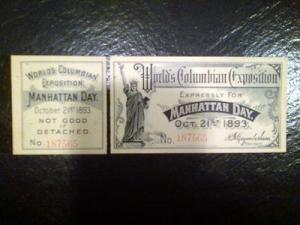 World's Columbian
Exposition.
Manhattan Day.
October 21st 1893.
NOT GOOD
IF
DETACHED
No. 187565
World's Columbian Exposition
EXPRESSLY FOR
MANHATTAN DAY.
OCT. 21st 1893.
No. 187565